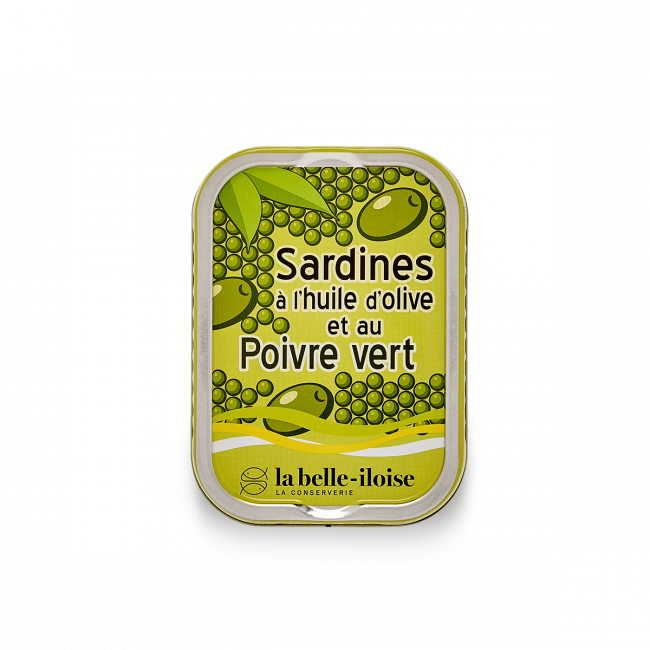 Sardines
à l'huile d'olive
et au
Poivre vert
la belle-iloise
LA CONSERVERIE